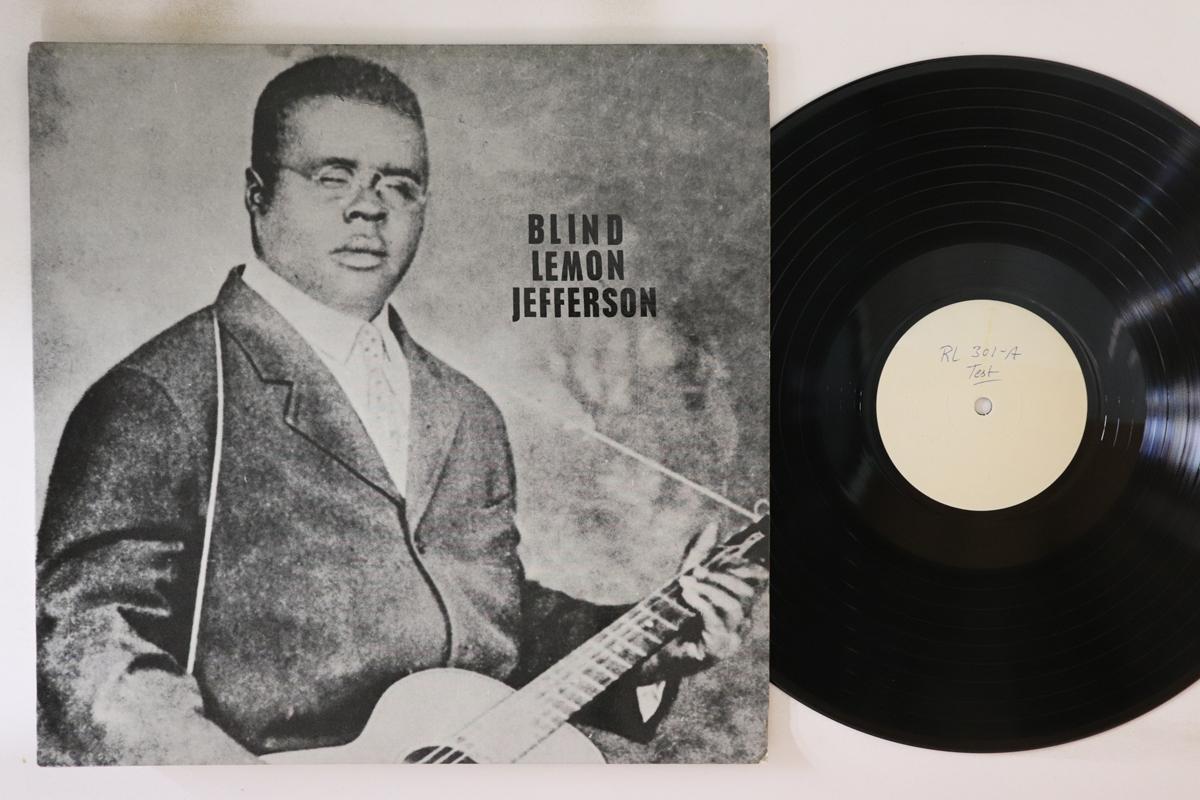 BLIND
LEMON
JEFFERSON
RL 301-A
Test